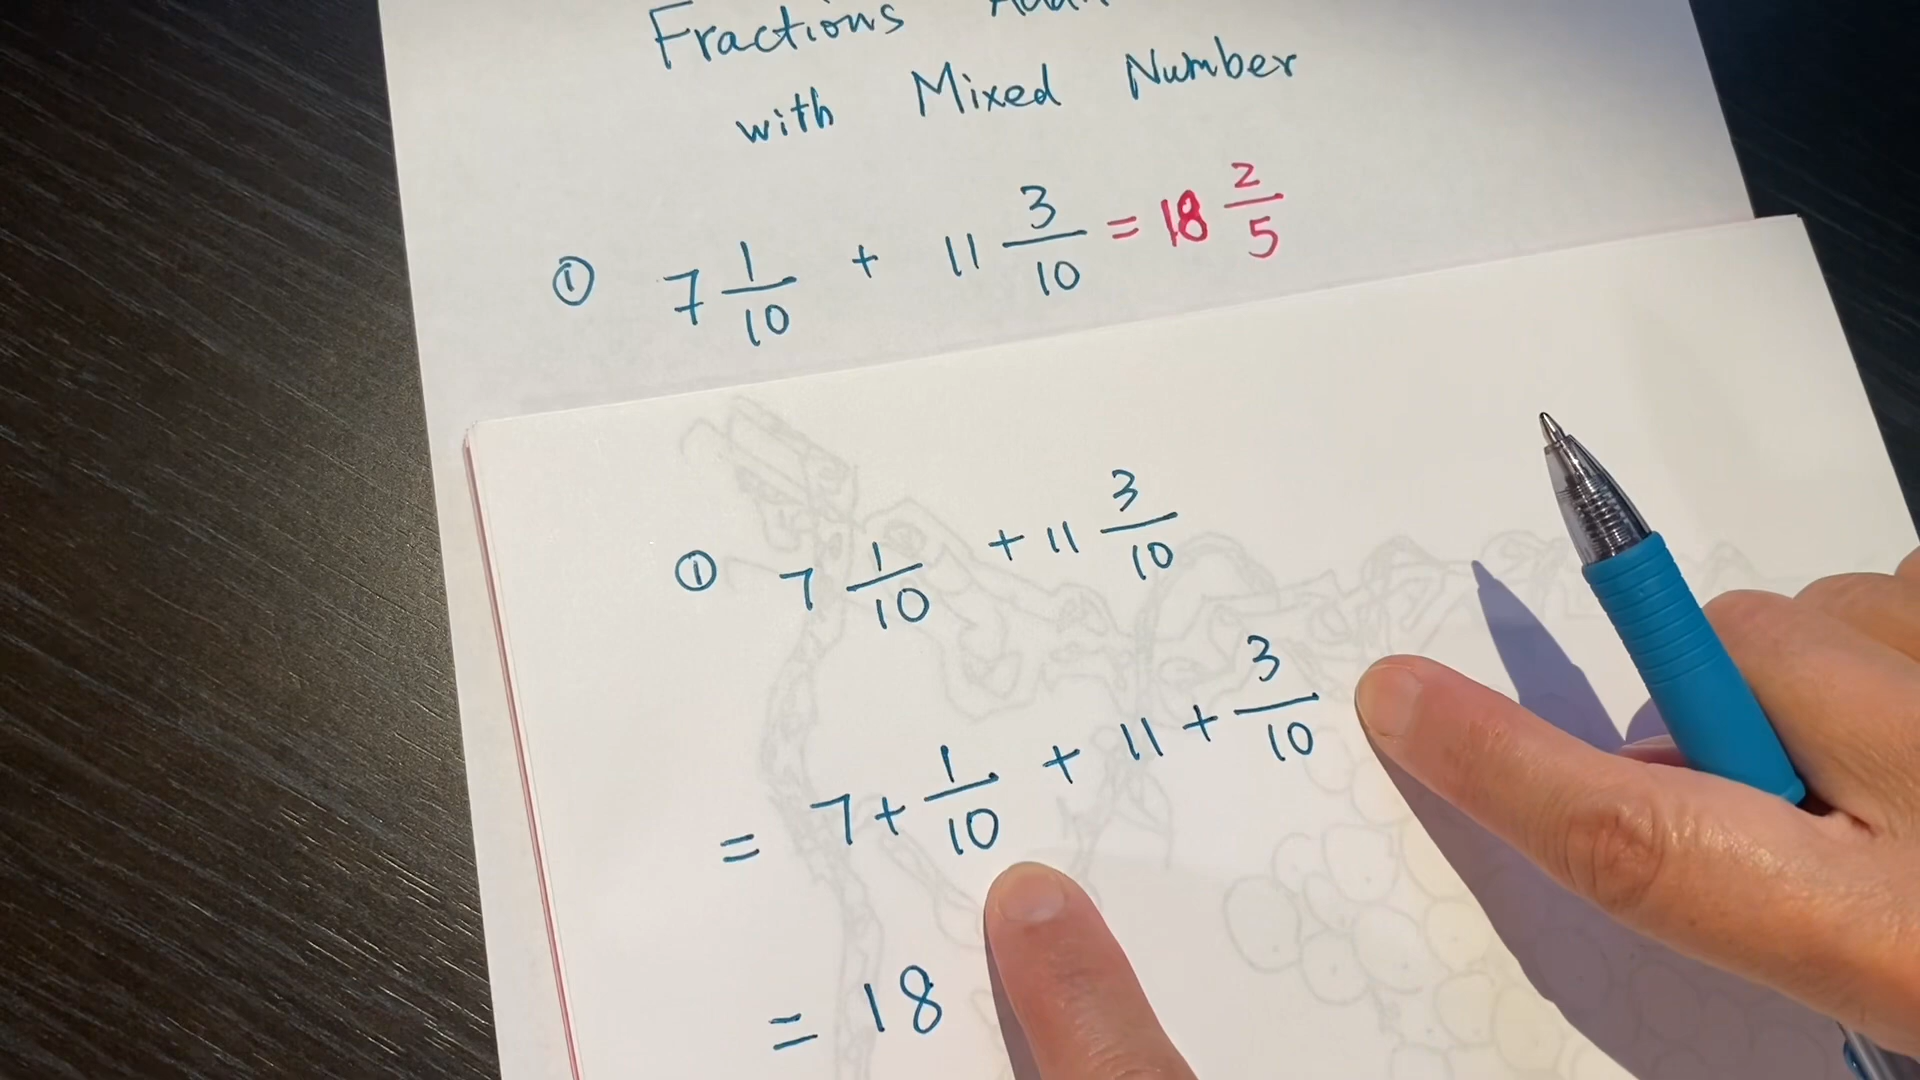 Fractions
with Mixed Number
① 7 1/10 + 11 3/10 = 18 2/5
① 7 1/10 + 11 3/10
= 7 + 1/10 + 11 + 3/10
= 18